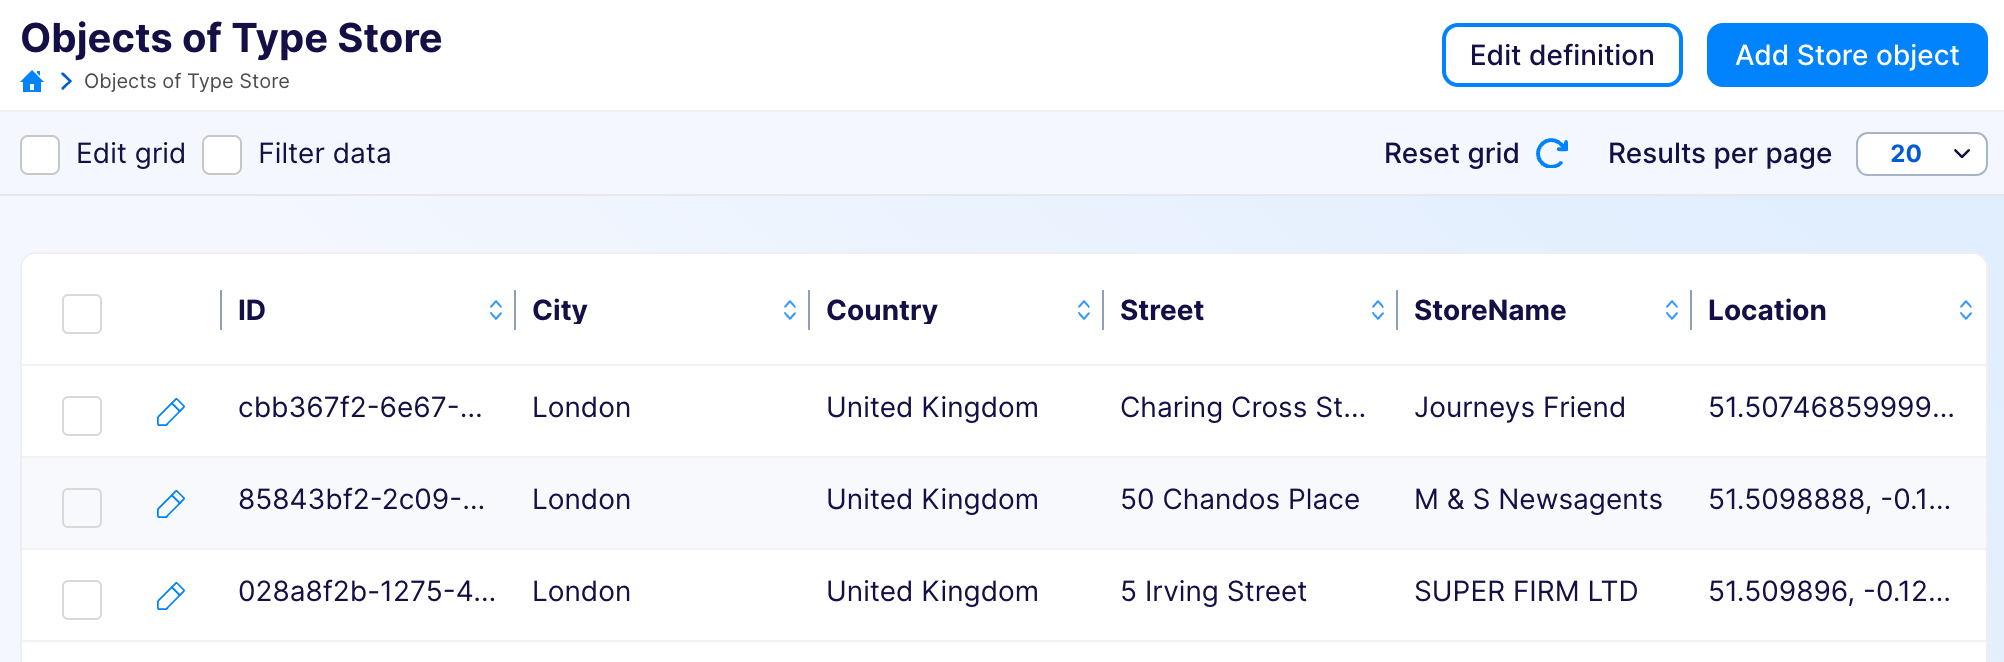 Objects of Type Store
Objects of Type Store
Edit definition
Add Store object
Edit grid
Filter data
Reset grid
Results per page
20
ID City Country Street StoreName Location
cbb367f2-6e67-... London United Kingdom Charing Cross St... Journeys Friend 51.50746859999...
85843bf2-2c09-... London United Kingdom 50 Chandos Place M & S Newsagents 51.5098888, -0.1...
028a8f2b-1275-4... London United Kingdom 5 Irving Street SUPER FIRM LTD 51.509896, -0.12...